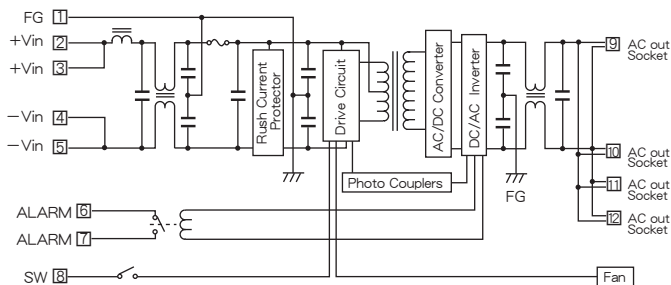 FG 1
+Vin 2
+Vin 3
−Vin 4
−Vin 5
ALARM 6
ALARM 7
SW 8
Rush Current
Protector
Drive Circuit
AC/DC Converter
DC/AC Inverter
Photo Couplers
FG
Fan
9 AC out
Socket
10 AC out
Socket
11 AC out
Socket
12 AC out
Socket